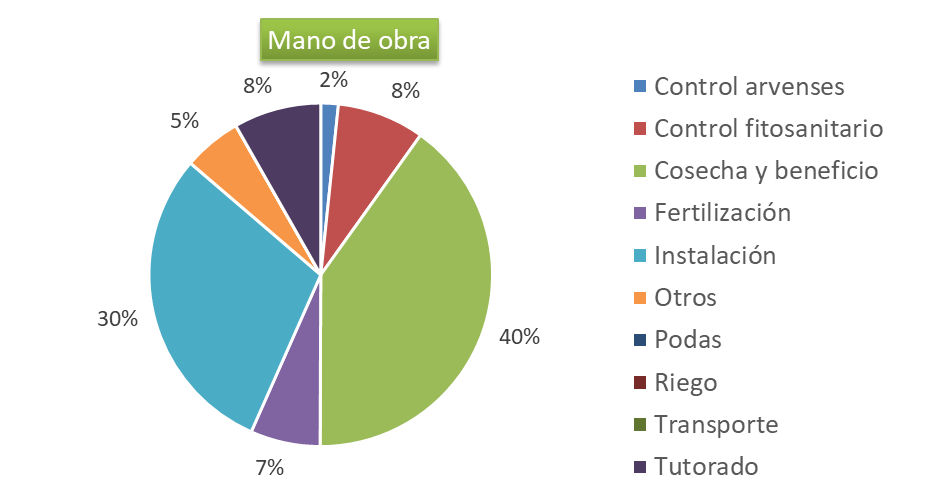 Mano de obra
2%
8%
40%
7%
30%
5%
8%
Control arvenses
Control fitosanitario
Cosecha y beneficio
Fertilización
Instalación
Otros
Podas
Riego
Transporte
Tutorado